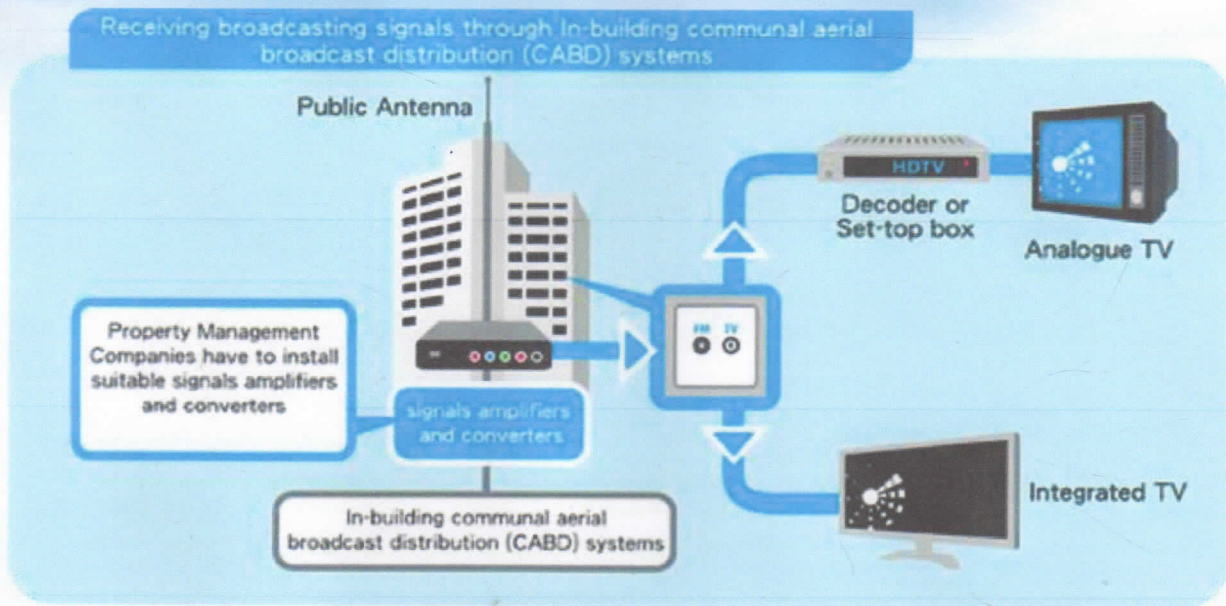 Receiving broadcasting signals through In-building communal aerial
broadcast distribution (CABD) systems
Public Antenna
HDTV
Decoder or
Set-top box
Analogue TV
Property Management
Companies have to install
suitable signals amplifiers
and converters
FM TV
signals amplifiers
and converters
Integrated TV
In-building communal aerial
broadcast distribution (CABD) systems